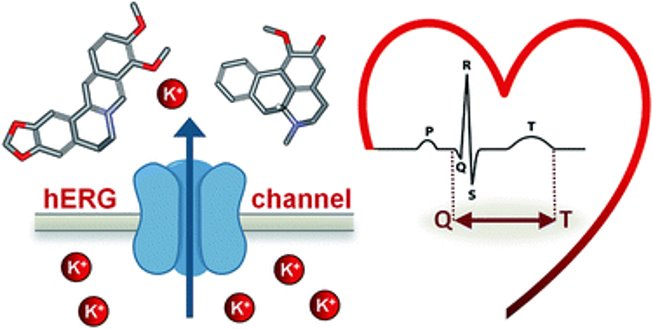 K⁺
hERG channel
K⁺ K⁺
K⁺ K⁺ K⁺
R
P T
Q
S
Q T